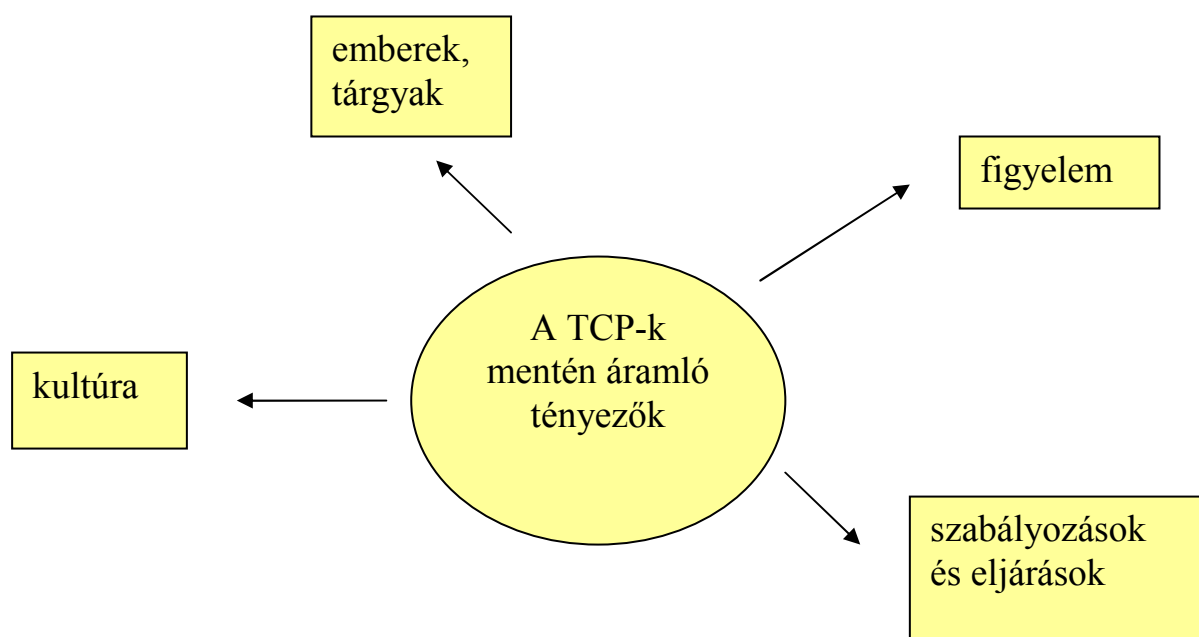 emberek,
tárgyak
figyelem
A TCP-k
mentén áramló
tényezők
kultúra
szabályozások
és eljárások